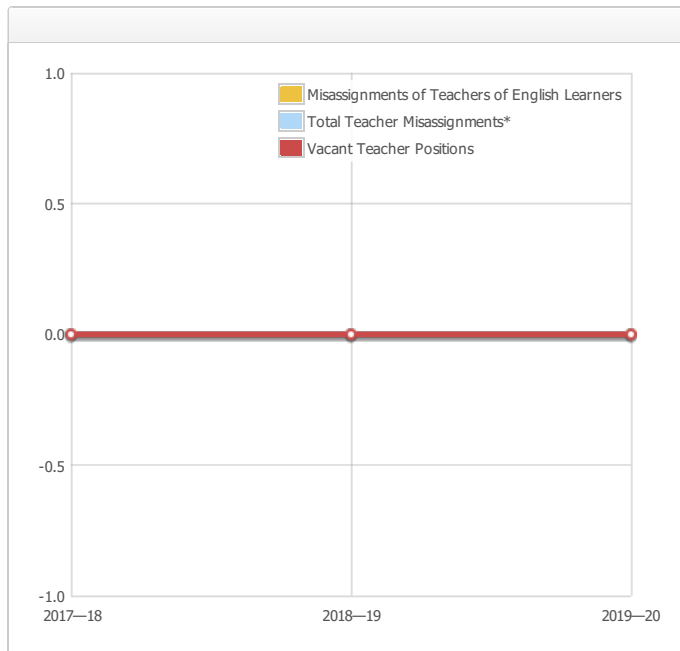 1.0
Misassignments of Teachers of English Learners
Total Teacher Misassignments*
Vacant Teacher Positions
0.5
0.0
-0.5
-1.0
2017—18 2018—19 2019—20